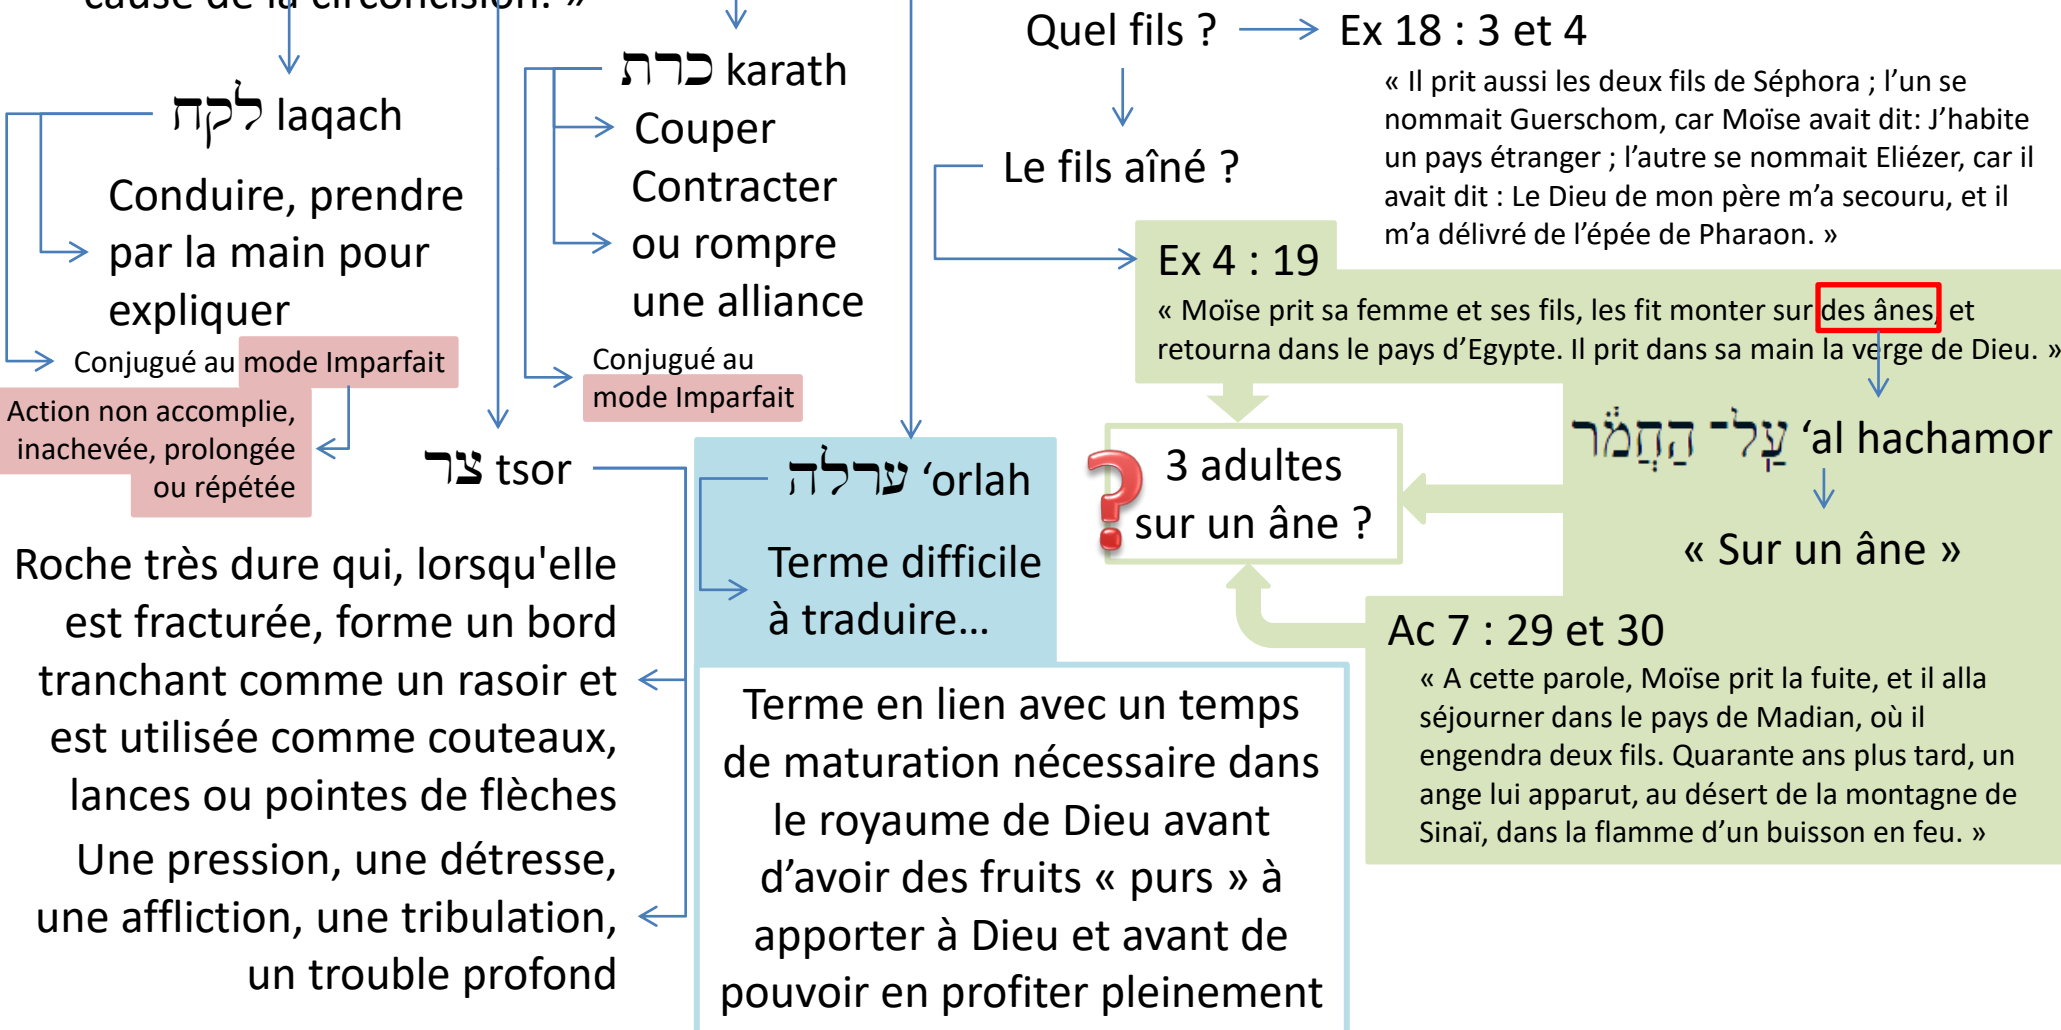 cause de la circoncision. »
לקח laqach
Conduire, prendre
par la main pour
expliquer
Conjugué au mode Imparfait
Action non accomplie,
inachevée, prolongée
ou répétée
כרת karath
Couper
Contracter
ou rompre
une alliance
Conjugué au
mode Imparfait
צר tsor
Roche très dure qui, lorsqu'elle
est fracturée, forme un bord
tranchant comme un rasoir et
est utilisée comme couteaux,
lances ou pointes de flèches
Une pression, une détresse,
une affliction, une tribulation,
un trouble profond
ערלה ‘orlah
Terme difficile
à traduire…
Terme en lien avec un temps
de maturation nécessaire dans
le royaume de Dieu avant
d’avoir des fruits « purs » à
apporter à Dieu et avant de
pouvoir en profiter pleinement
Quel fils ?
Ex 18 : 3 et 4
« Il prit aussi les deux fils de Séphora ; l’un se
nommait Guerschom, car Moïse avait dit: J’habite
un pays étranger ; l’autre se nommait Eliézer, car il
avait dit : Le Dieu de mon père m’a secouru, et il
m’a délivré de l’épée de Pharaon. »
Le fils aîné ?
Ex 4 : 19
« Moïse prit sa femme et ses fils, les fit monter sur des ânes, et
retourna dans le pays d’Egypte. Il prit dans sa main la verge de Dieu. »
עַֽל־ הַחֲמֹ֔ר ‘al hachamor
« Sur un âne »
3 adultes
sur un âne ?
?
Ac 7 : 29 et 30
« A cette parole, Moïse prit la fuite, et il alla
séjourner dans le pays de Madian, où il
engendra deux fils. Quarante ans plus tard, un
ange lui apparut, au désert de la montagne de
Sinaï, dans la flamme d’un buisson en feu. »